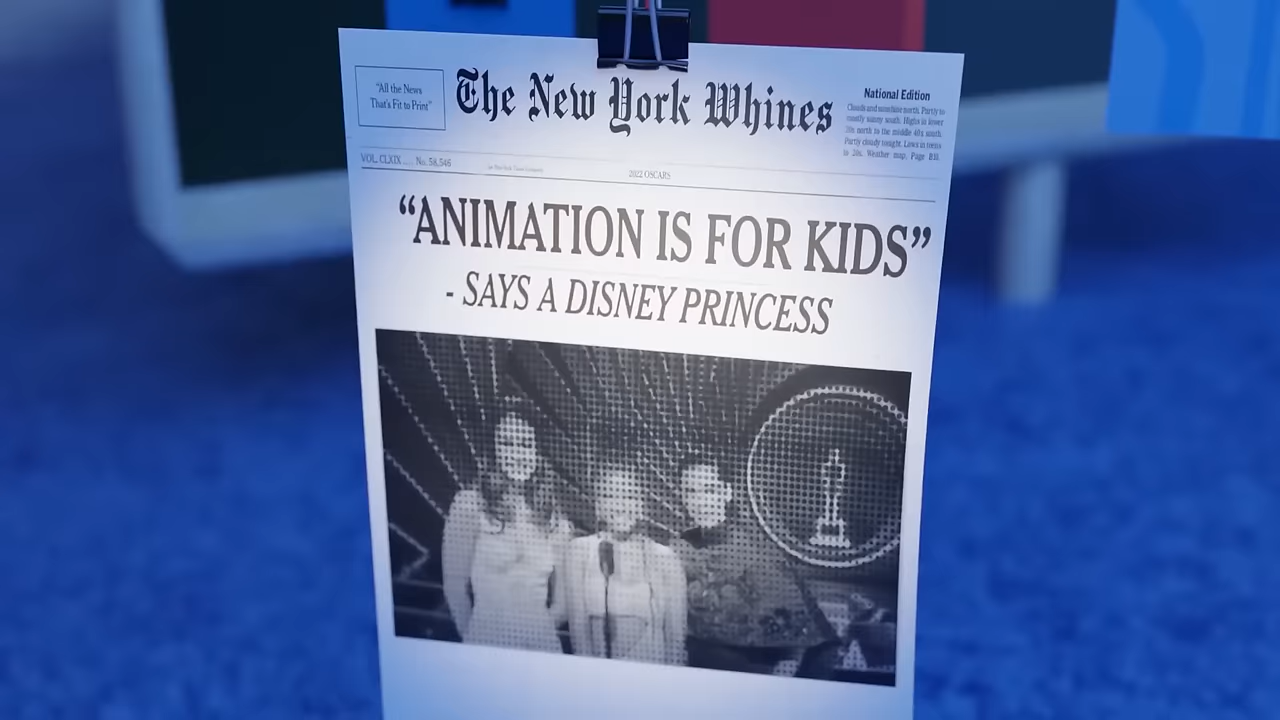 "All the News
That's Fit to Print"
The New York Whines
National Edition
Clouds and sunshine north. Partly to
mostly sunny south. Highs in lower
30s north to the middle 40s south.
Partly cloudy tonight. Lows in teens
to 20s. Weather map, Page B10.
VOL. CLXIX .... No. 58,546
2022 OSCARS
“ANIMATION IS FOR KIDS”
- SAYS A DISNEY PRINCESS